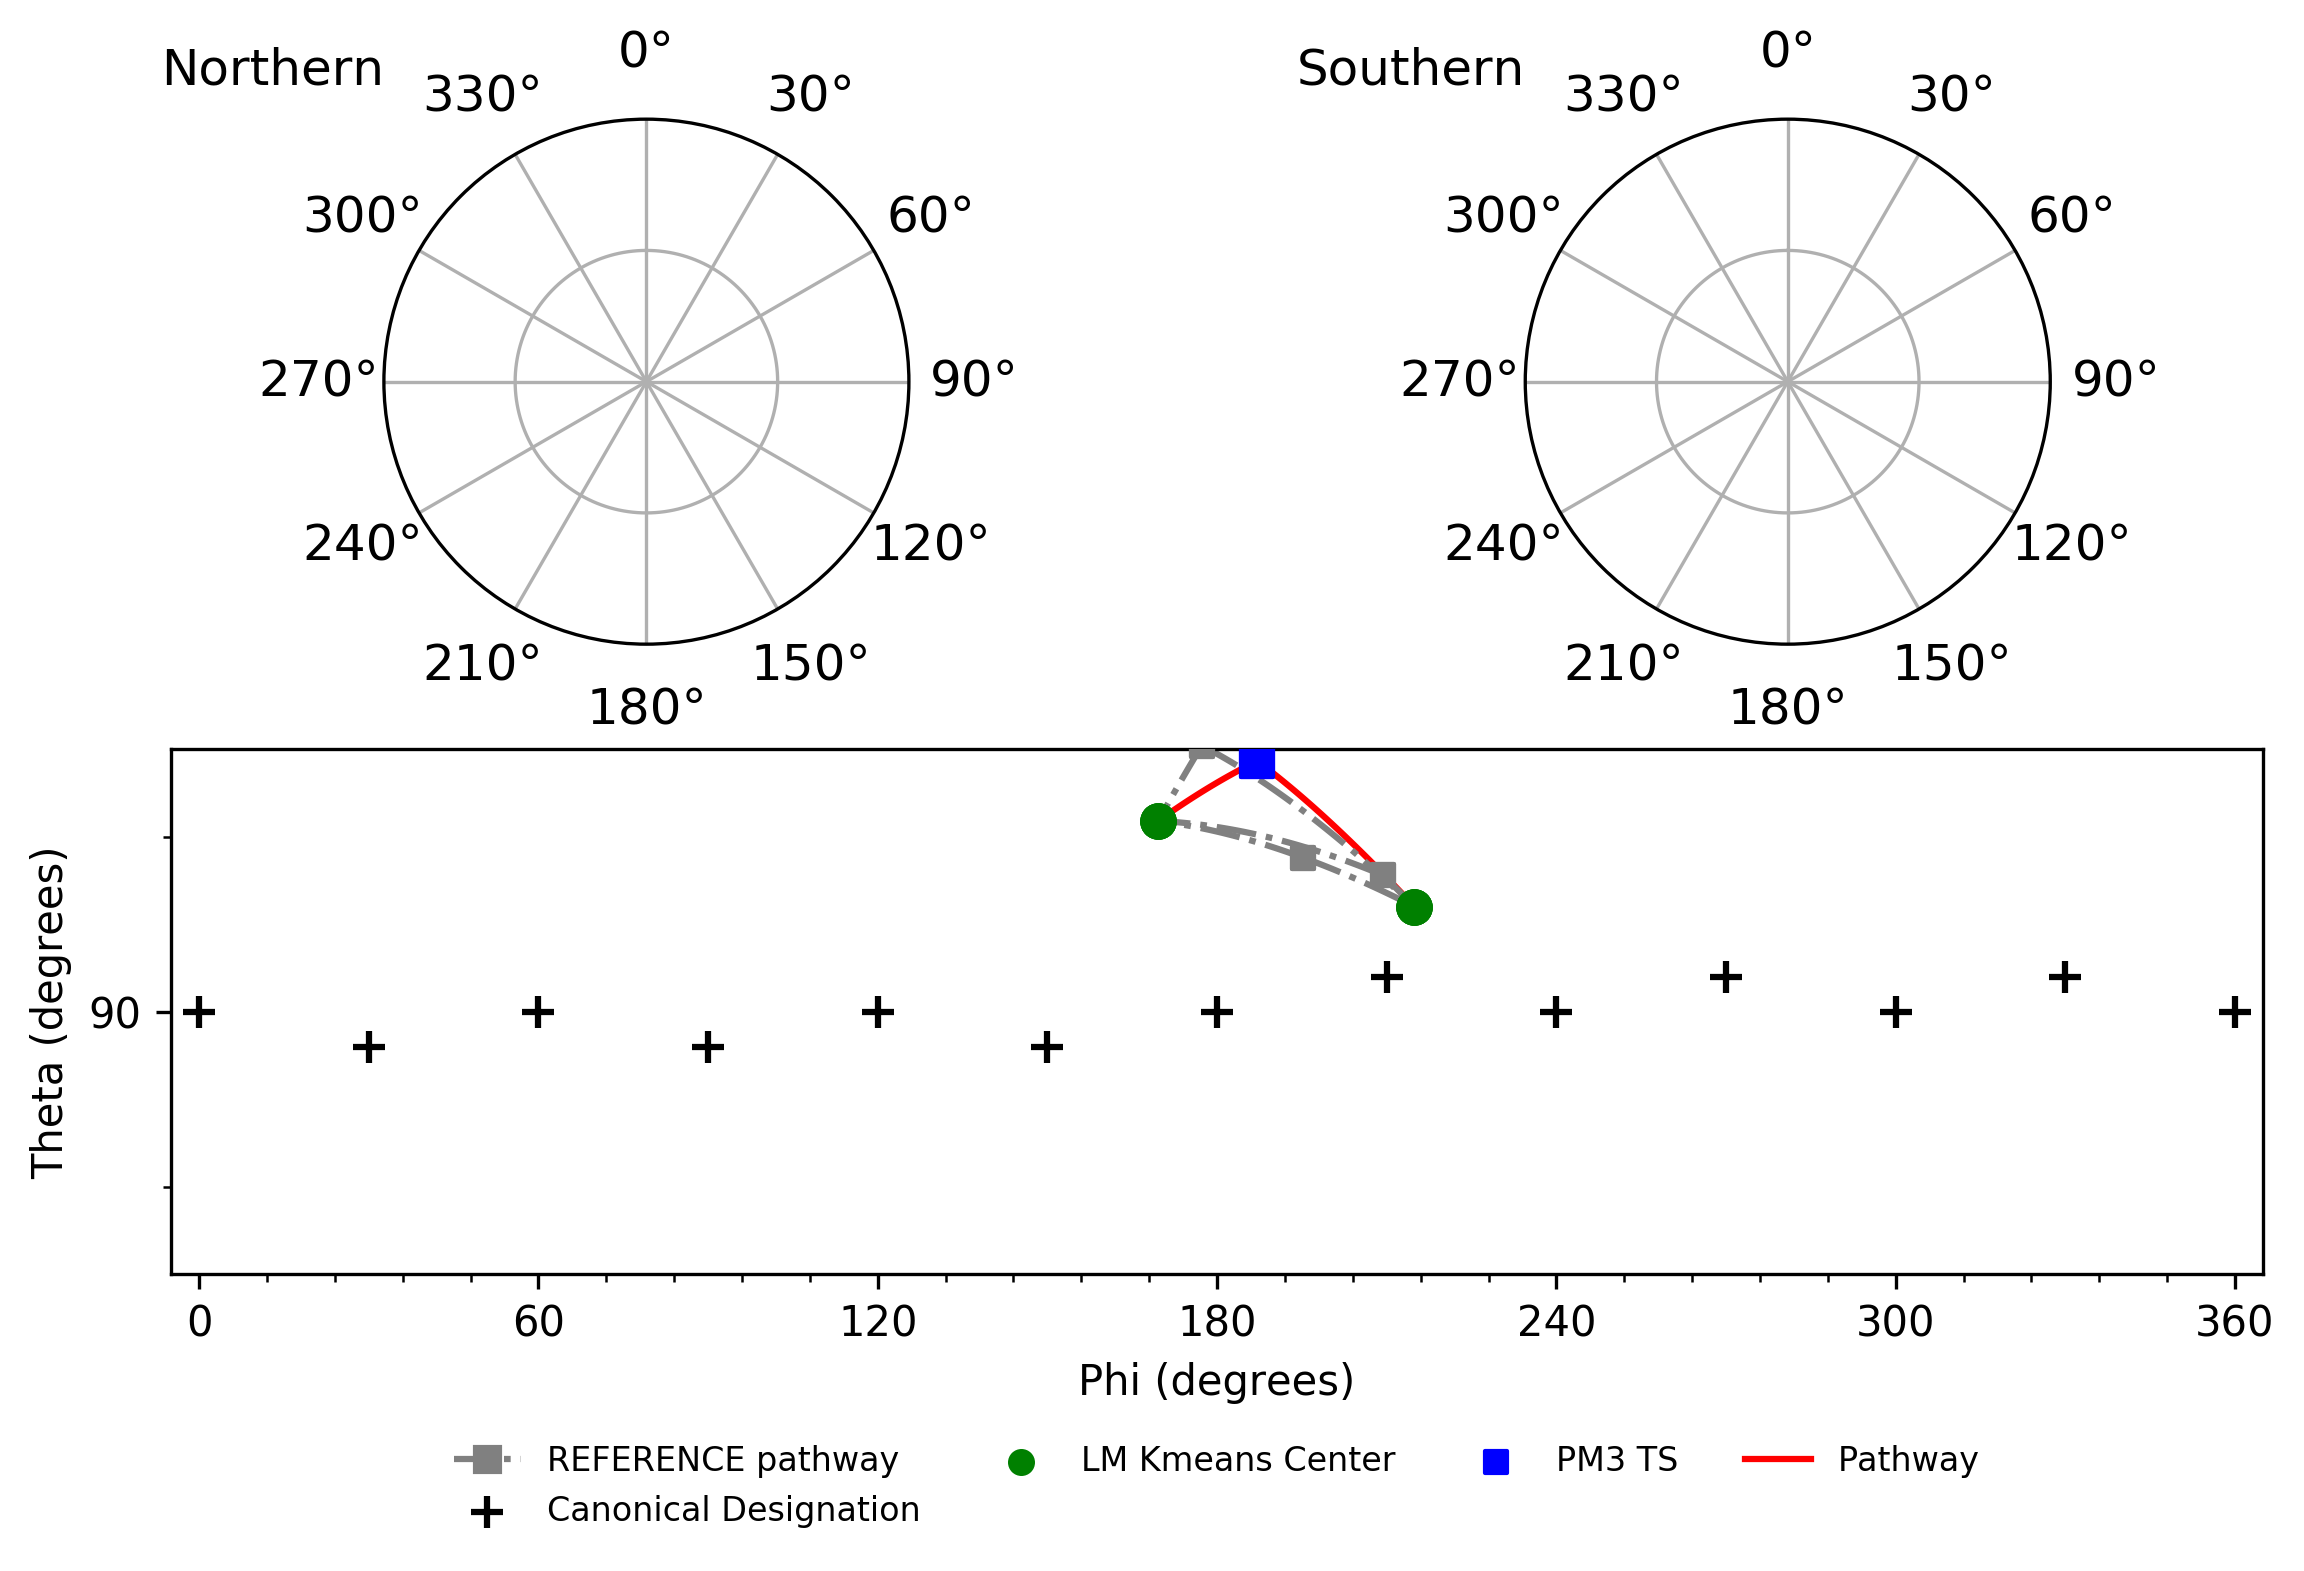 Northern
0°
330°
30°
300°
60°
270°
90°
240°
120°
210°
150°
180°
Southern
0°
330°
30°
300°
60°
270°
90°
240°
120°
210°
150°
180°
Theta (degrees)
90
0 60 120 180 240 300 360
Phi (degrees)
REFERENCE pathway
Canonical Designation
LM Kmeans Center
PM3 TS
Pathway